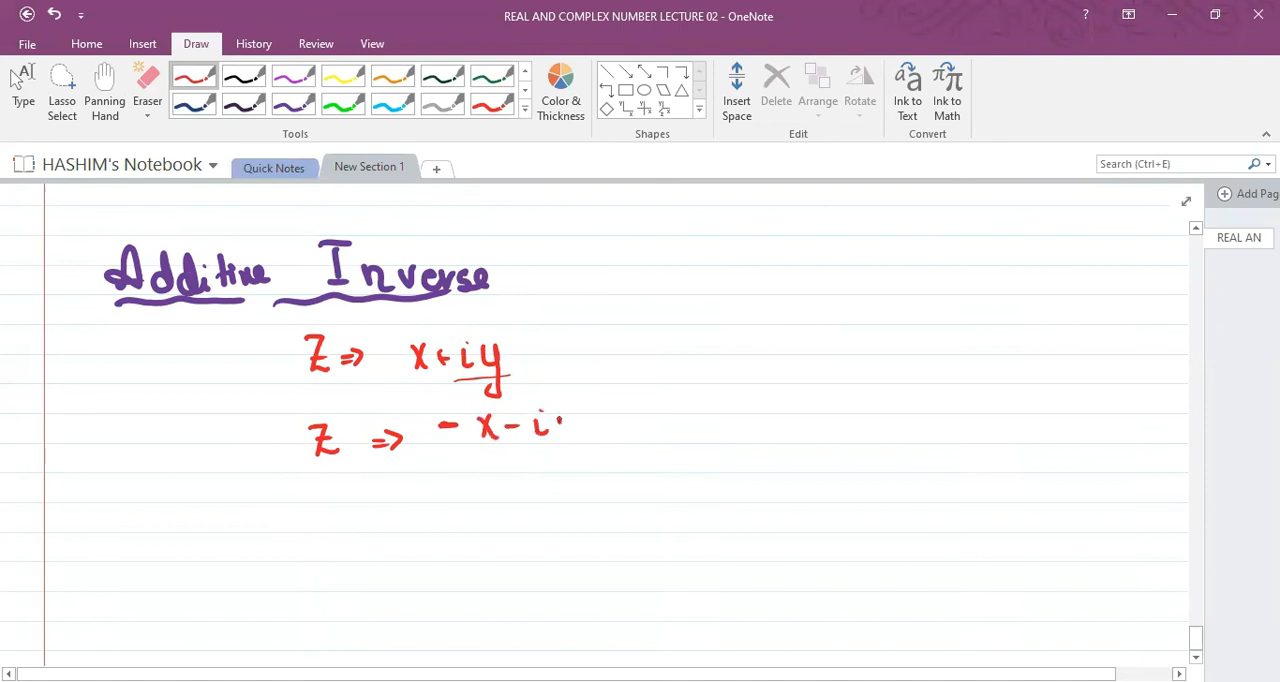 REAL AND COMPLEX NUMBER LECTURE 02 - OneNote
?
File Home Insert Draw History Review View
Type
Lasso Select
Panning Hand
Eraser
Color & Thickness
Insert Space
Delete
Arrange
Rotate
Ink to Text
Ink to Math
Tools
Shapes
Edit
Convert
HASHIM's Notebook
Quick Notes
New Section 1
+
Search (Ctrl+E)
Add Pag
REAL AN
Additive Inverse
Z ⇒ x + iy
Z ⇒ - x - i